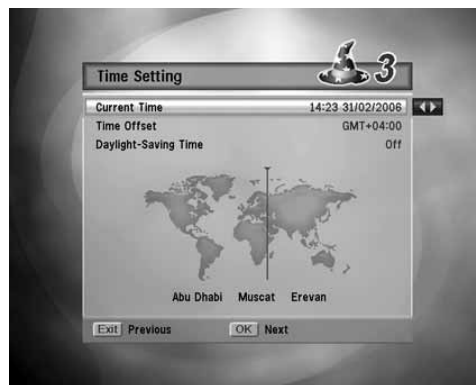 3
Time Setting
Current Time 14:23 31/02/2006
Time Offset GMT+04:00
Daylight-Saving Time Off
Abu Dhabi Muscat Erevan
Exit Previous OK Next